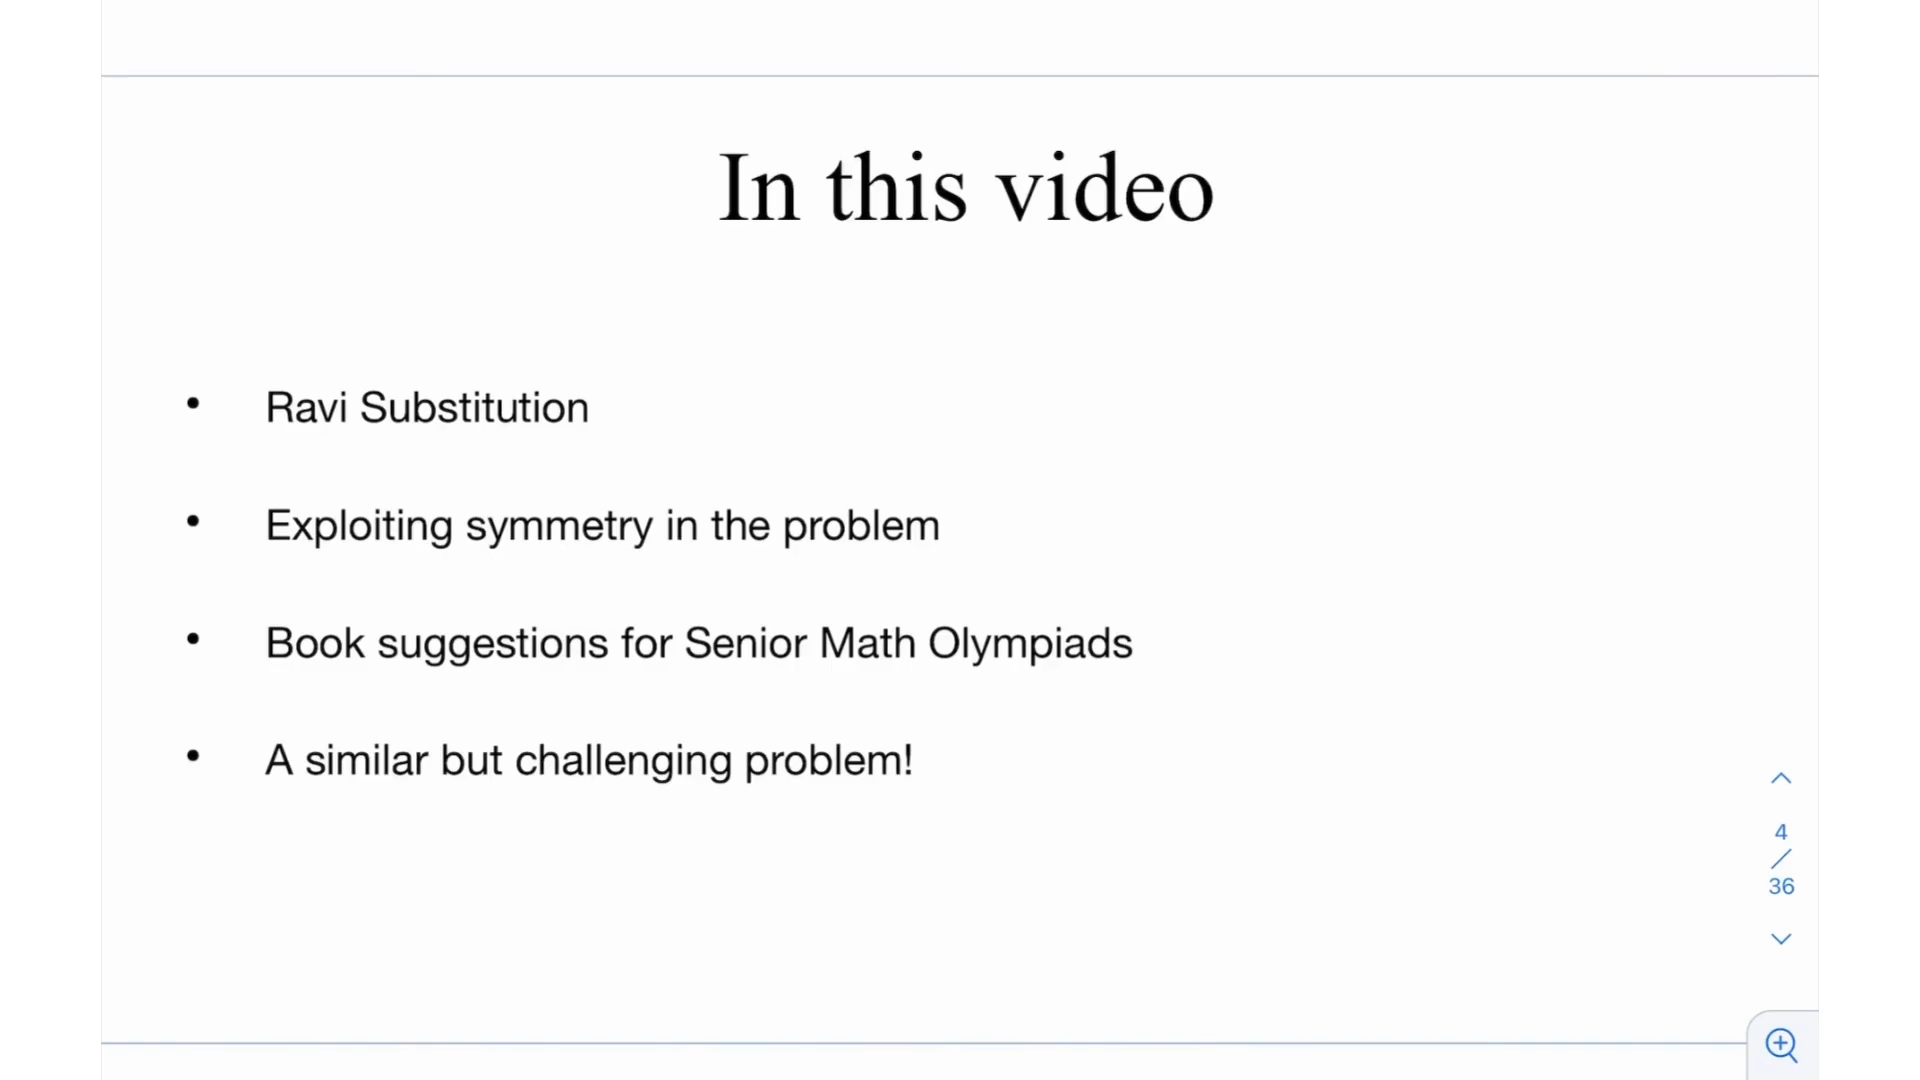 In this video
• Ravi Substitution
• Exploiting symmetry in the problem
• Book suggestions for Senior Math Olympiads
• A similar but challenging problem!
4
/
36